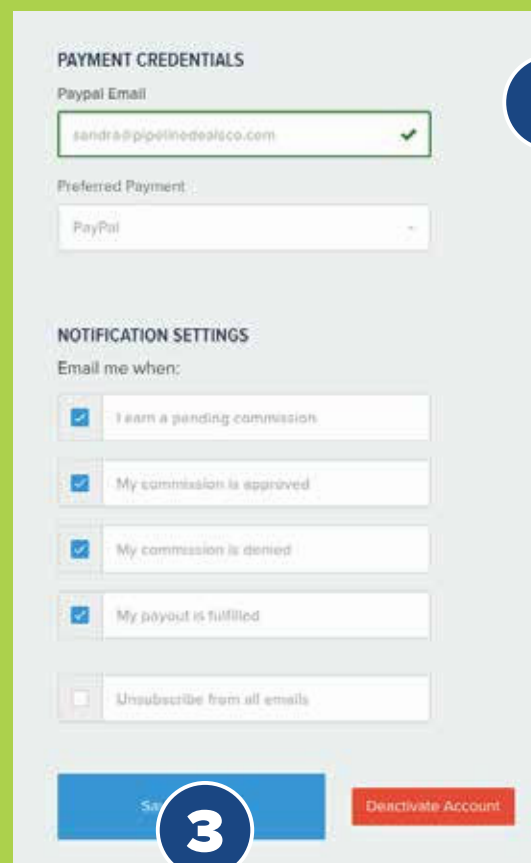 PAYMENT CREDENTIALS
Paypal Email
sandra@pipelinedealsco.com
Preferred Payment
PayPal
NOTIFICATION SETTINGS
Email me when:
I earn a pending commission
My commission is approved
My commission is denied
My payout is fulfilled
Unsubscribe from all emails
3
Deactivate Account